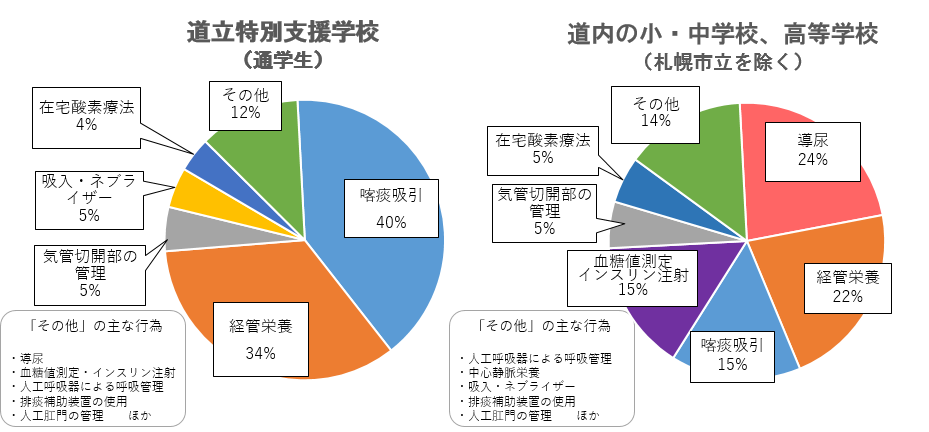 道立特別支援学校
（通学生）
その他
12%
在宅酸素療法
4%
吸入・ネブラ
イザー
5%
気管切開部の
管理
5%
喀痰吸引
40%
経管栄養
34%
「その他」の主な行為
・導尿
・血糖値測定・インスリン注射
・人工呼吸器による呼吸管理
・排痰補助装置の使用
・人工肛門の管理　　ほか
道内の小・中学校、高等学校
（札幌市立を除く）
その他
14%
導尿
24%
在宅酸素療法
5%
気管切開部の
管理
5%
血糖値測定
インスリン注射
15%
経管栄養
22%
喀痰吸引
15%
「その他」の主な行為
・人工呼吸器による呼吸管理
・中心静脈栄養
・吸入・ネブライザー
・排痰補助装置の使用
・人工肛門の管理　　ほか